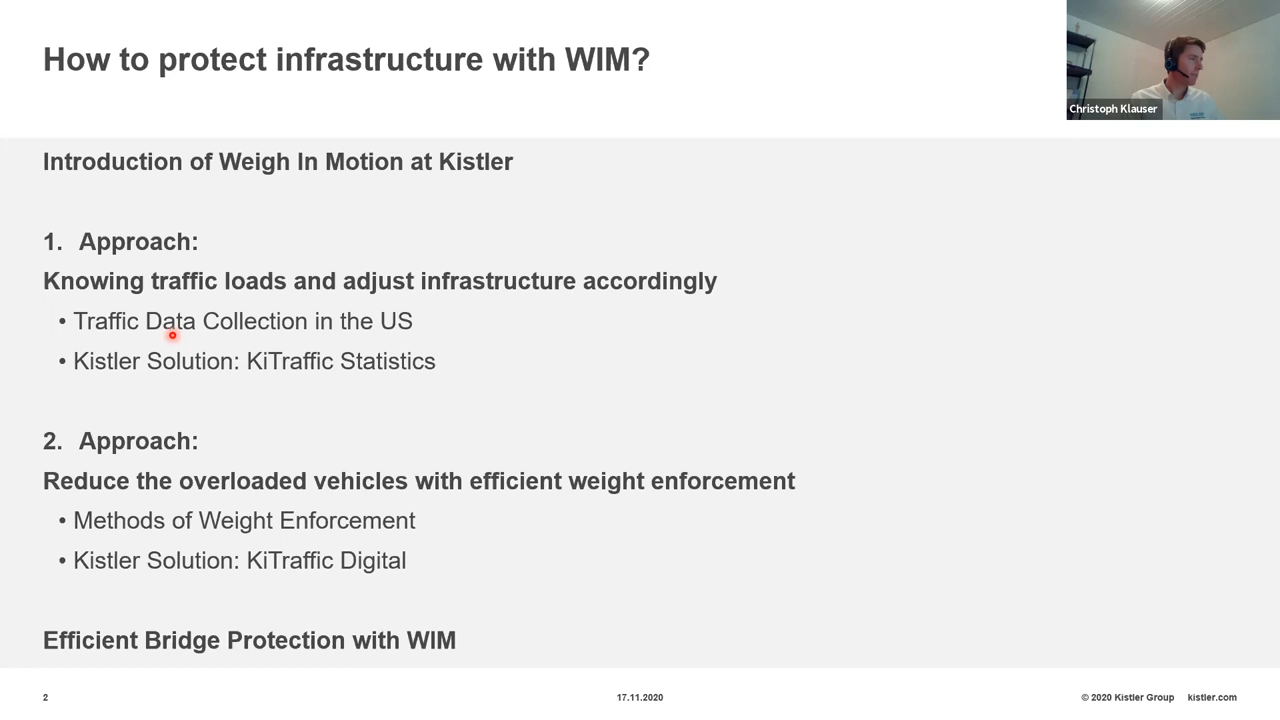 How to protect infrastructure with WIM?
Christoph Klauser
Introduction of Weigh In Motion at Kistler
1. Approach:
Knowing traffic loads and adjust infrastructure accordingly
• Traffic Data Collection in the US
• Kistler Solution: KiTraffic Statistics
2. Approach:
Reduce the overloaded vehicles with efficient weight enforcement
• Methods of Weight Enforcement
• Kistler Solution: KiTraffic Digital
Efficient Bridge Protection with WIM
2 17.11.2020 © 2020 Kistler Group kistler.com